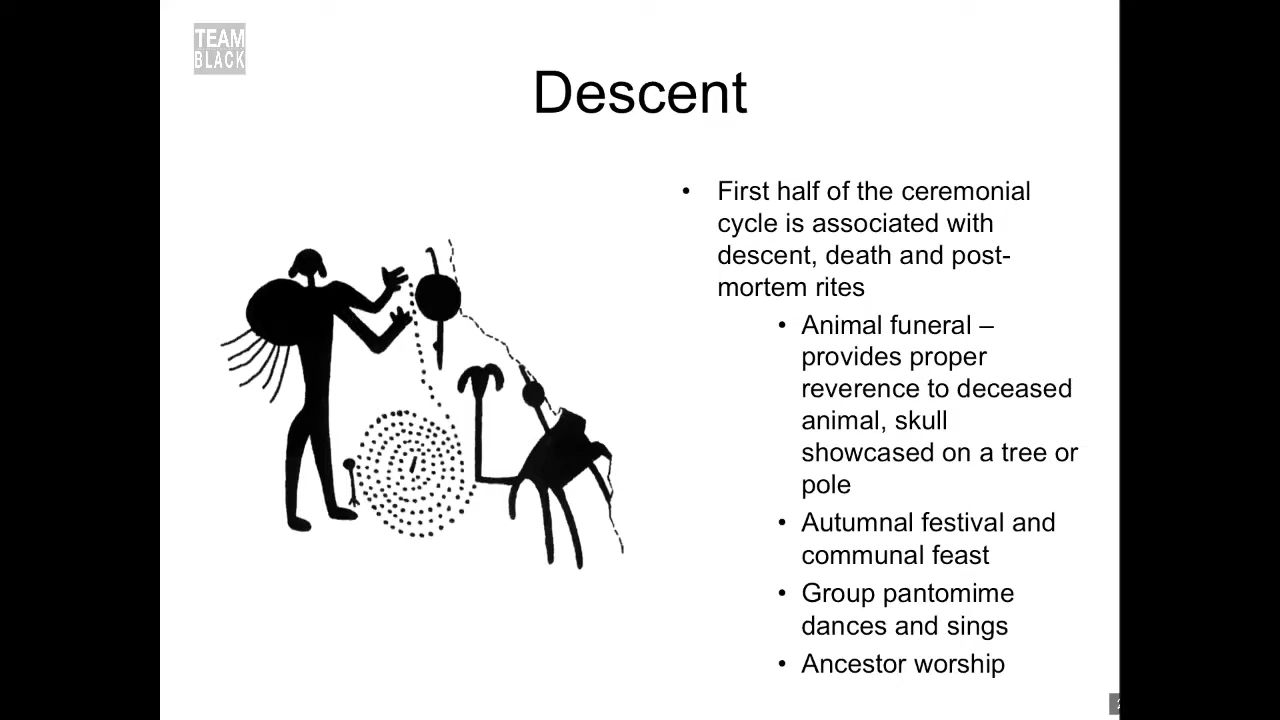 TEAM
BLACK
Descent
• First half of the ceremonial
cycle is associated with
descent, death and post-
mortem rites
• Animal funeral –
provides proper
reverence to deceased
animal, skull
showcased on a tree or
pole
• Autumnal festival and
communal feast
• Group pantomime
dances and sings
• Ancestor worship